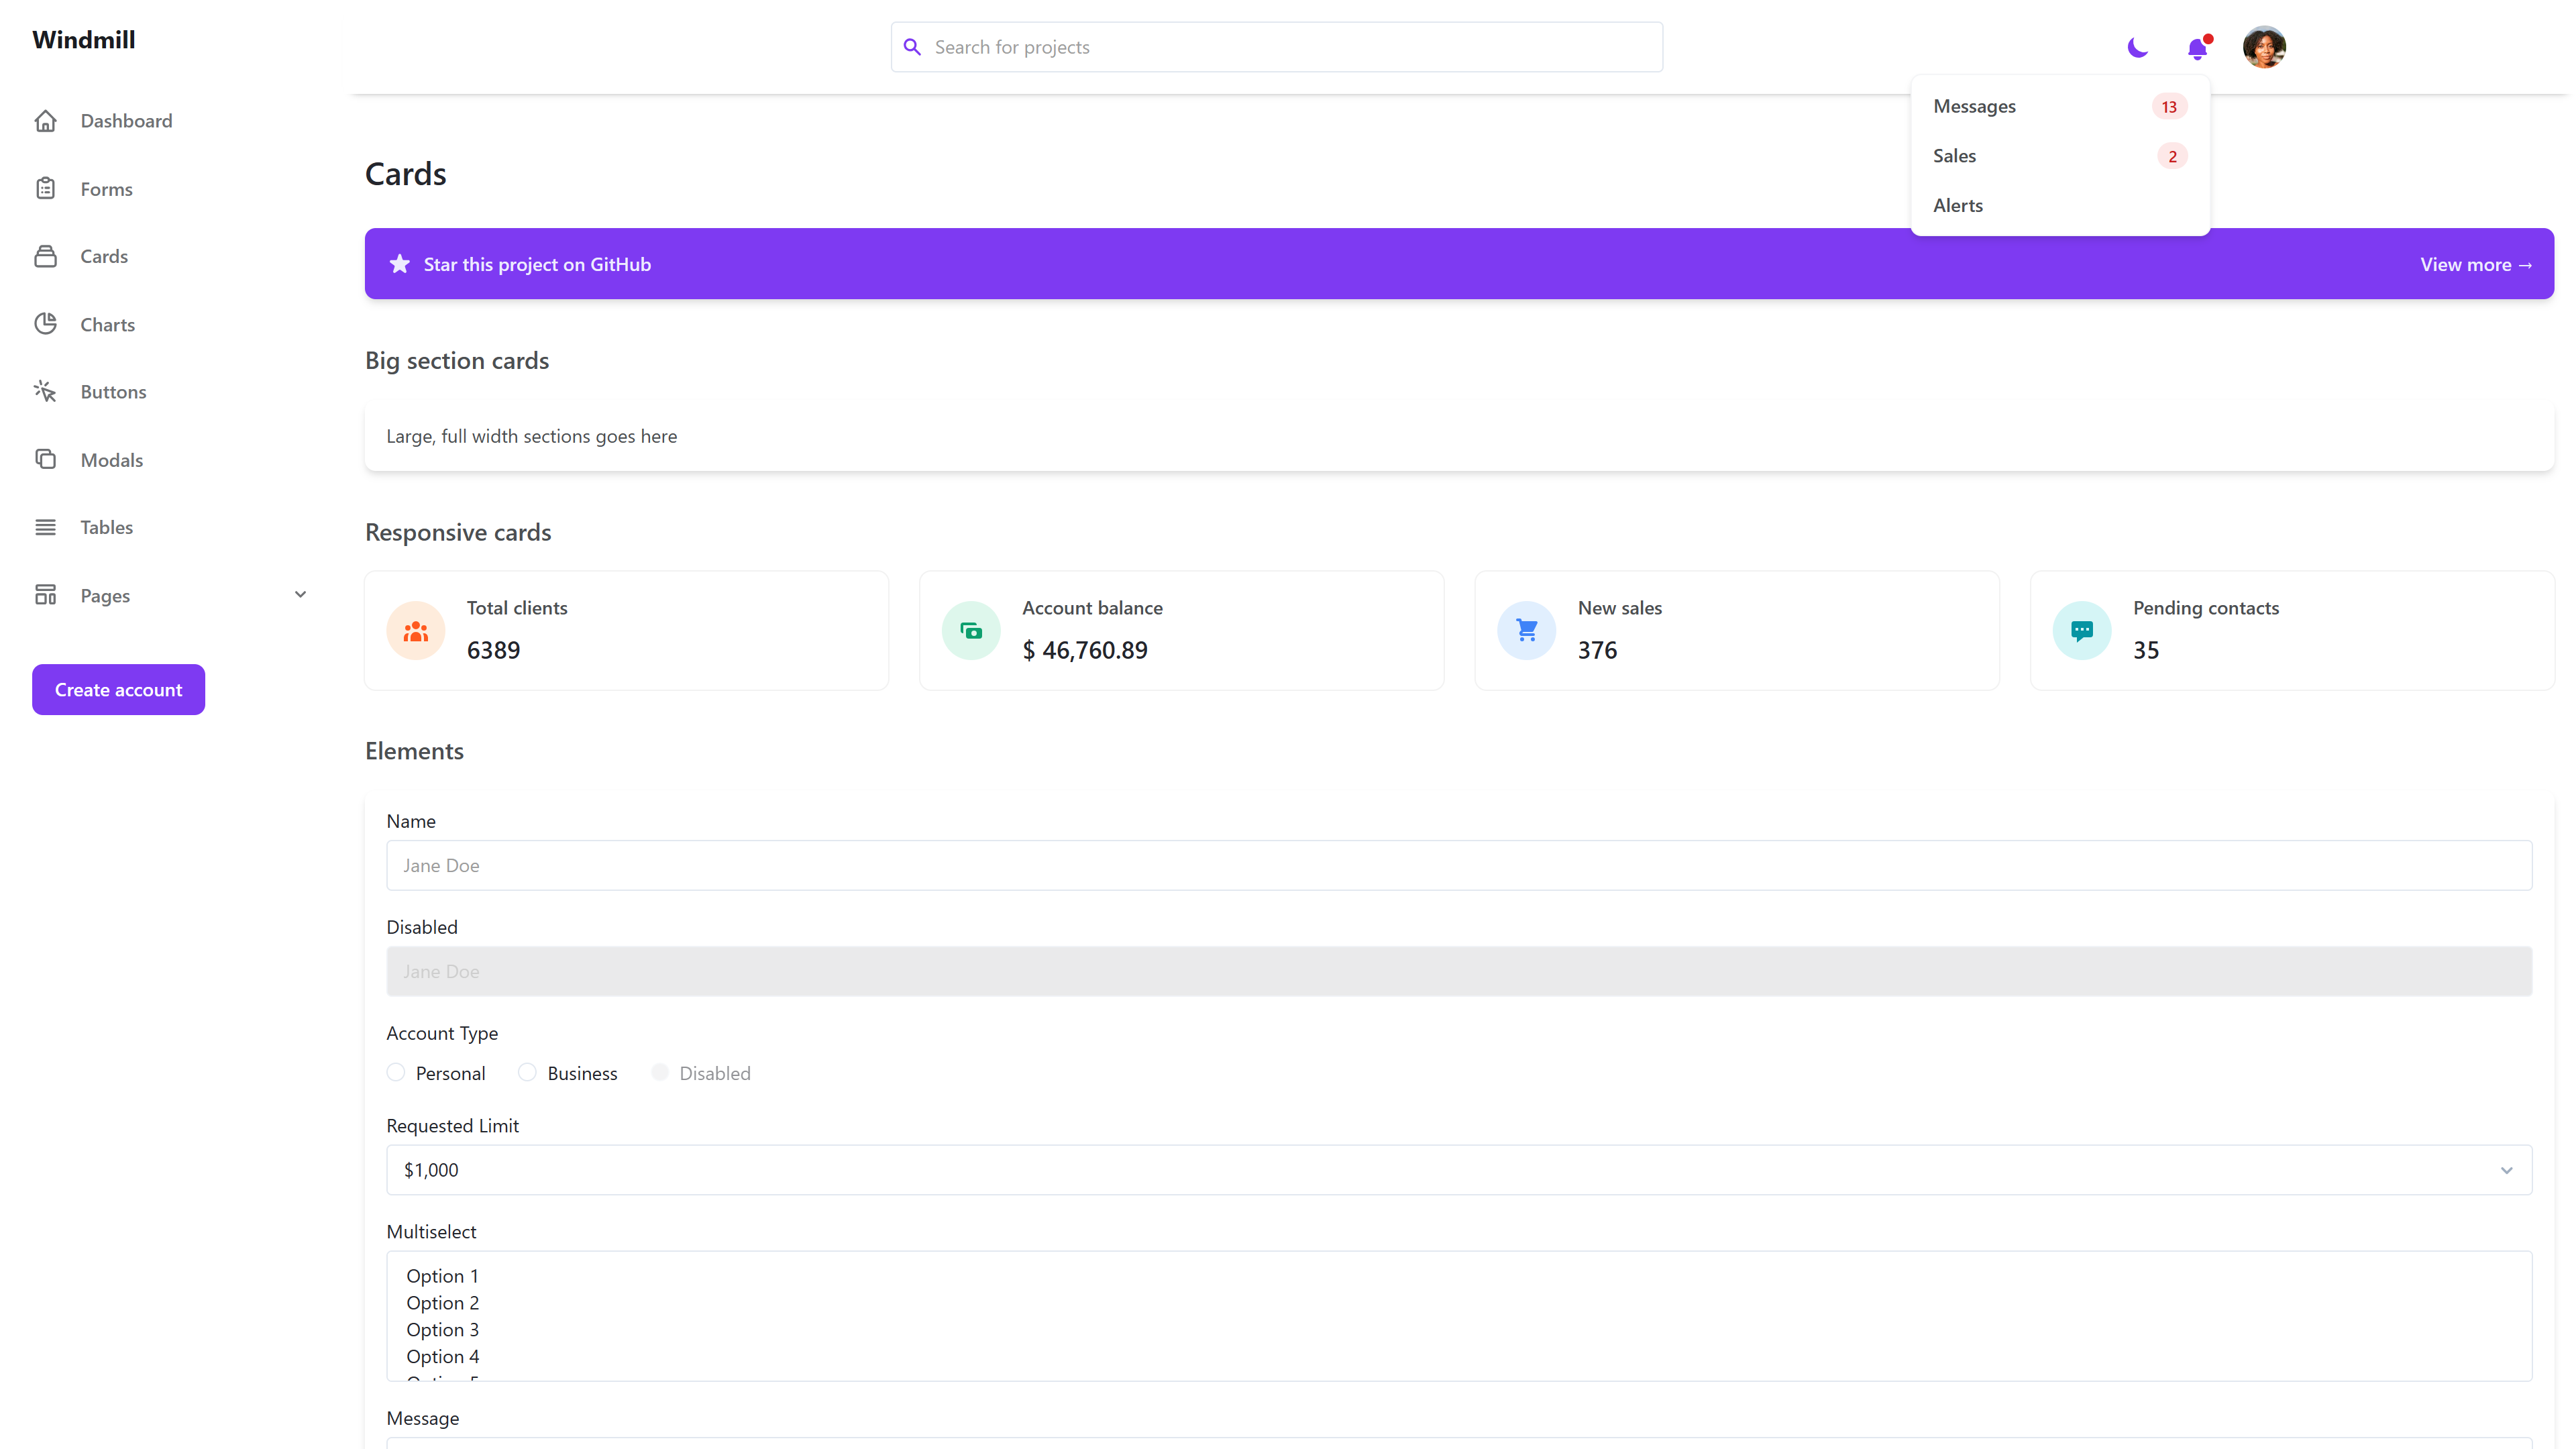 Windmill
Search for projects
Dashboard
Forms
Cards
Charts
Buttons
Modals
Tables
Pages
Create account
Messages 13
Sales 2
Alerts
Cards
Star this project on GitHub
View more →
Big section cards
Large, full width sections goes here
Responsive cards
Total clients
6389
Account balance
$ 46,760.89
New sales
376
Pending contacts
35
Elements
Name
Jane Doe
Disabled
Jane Doe
Account Type
Personal Business Disabled
Requested Limit
$1,000
Multiselect
Option 1
Option 2
Option 3
Option 4
Message